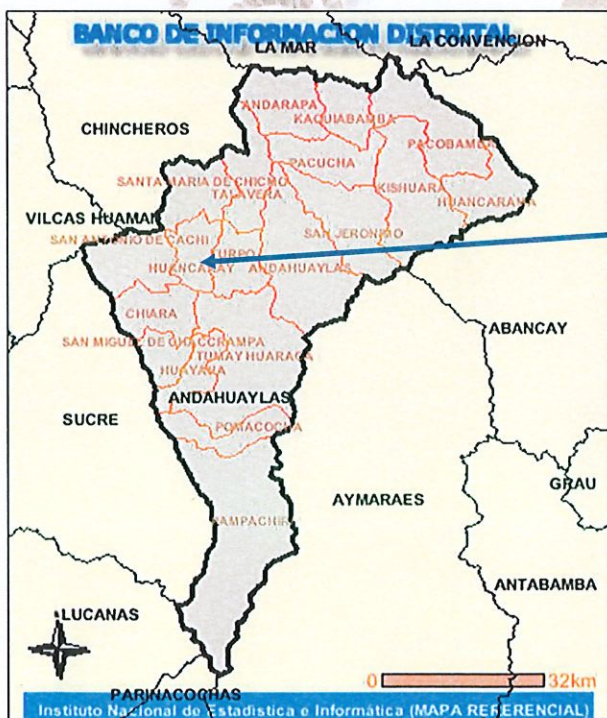 BANCO DE INFORMACION DISTRITAL
LA MAR
LA CONVENCION
ANDARAPA
KAQUIABAMBA
CHINCHEROS
PACOBAMBA
PACUCHA
SANTA MARIA DE CHICMO
TALAVERA
KISHUARA
HUANCARAMA
VILCAS HUAMAN
SAN ANTONIO DE CACHI
SAN JERONIMO
TURPO
HUANCARAY
ANDAHUAYLAS
CHIARA
ABANCAY
SAN MIGUEL DE CHACCRAMPA
TUMAY HUARACA
HUAYANA
ANDAHUAYLAS
SUCRE
POMACOCHA
GRAU
AYMARAES
PAMPACHIRI
ANTABAMBA
LUCANAS
0 32km
PARINACOCHAS
Instituto Nacional de Estadística e Informática (MAPA REFERENCIAL)